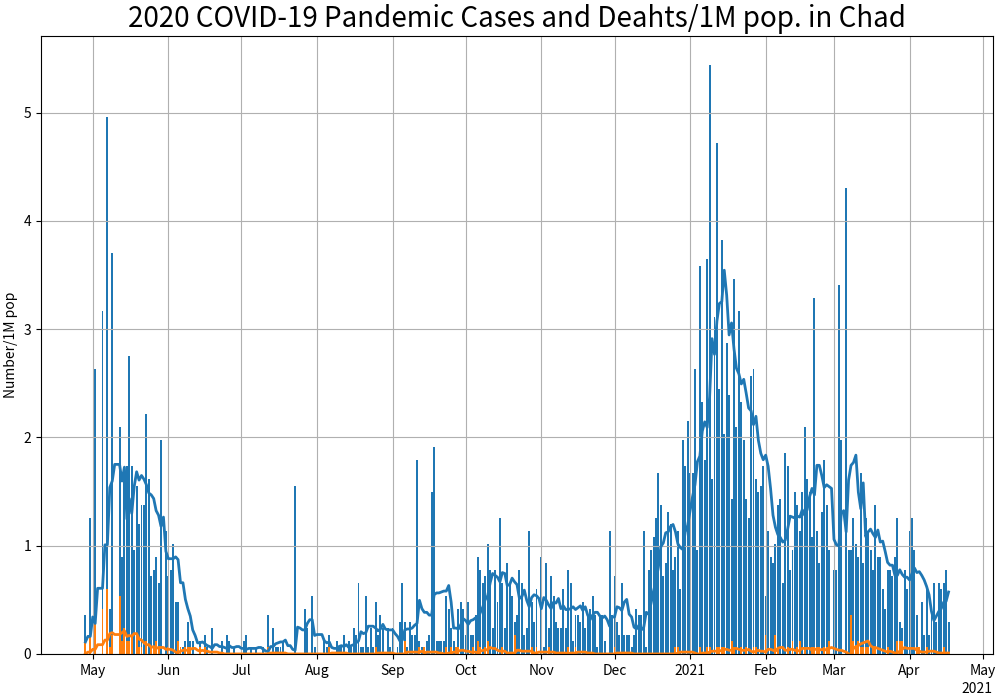 2020 COVID-19 Pandemic Cases and Deahts/1M pop. in Chad
Number/1M pop
5
4
3
2
1
0
May Jun Jul Aug Sep Oct Nov Dec 2021 Feb Mar Apr May
2021